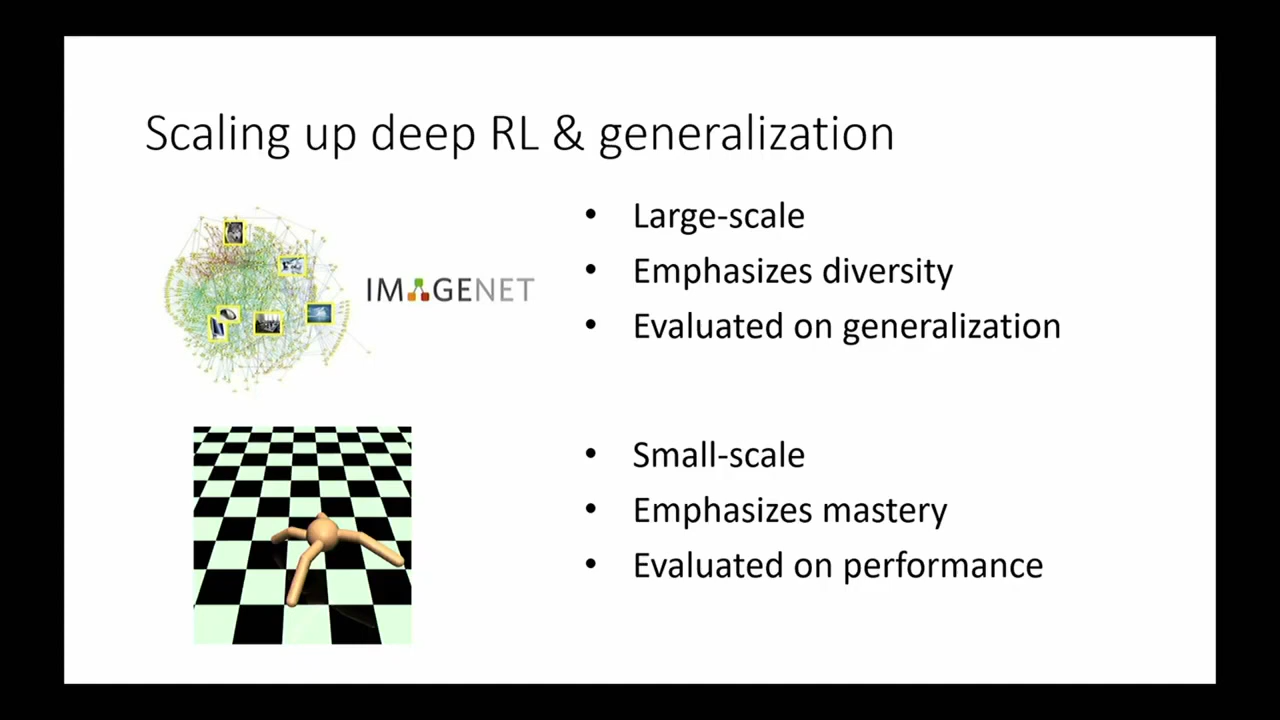 Scaling up deep RL & generalization
IMAGENET
• Large-scale
• Emphasizes diversity
• Evaluated on generalization
• Small-scale
• Emphasizes mastery
• Evaluated on performance